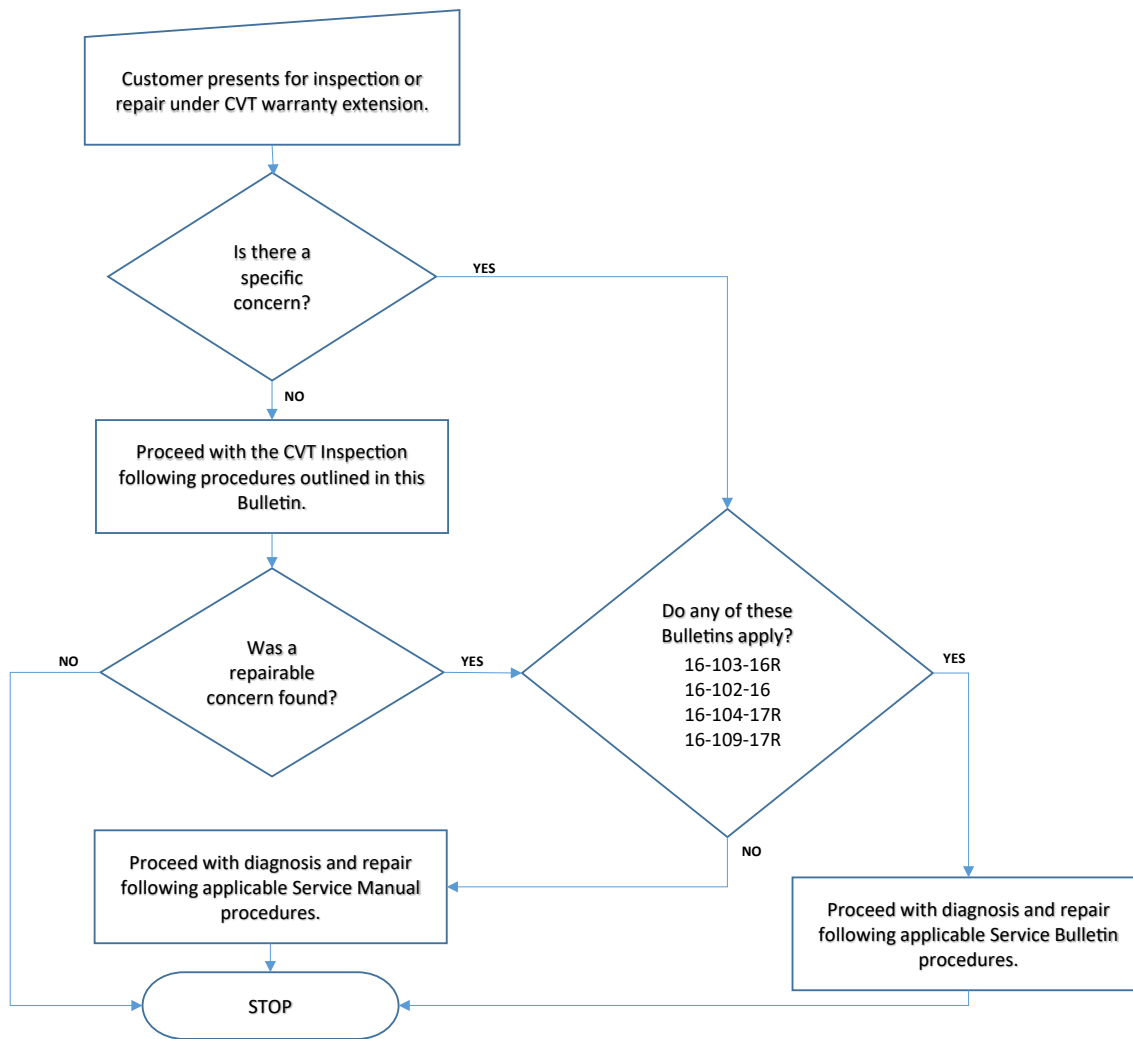 Customer presents for inspection or
repair under CVT warranty extension.
Is there a
specific
concern?
YES
NO
Proceed with the CVT Inspection
following procedures outlined in this
Bulletin.
Was a
repairable
concern found?
NO
YES
Do any of these
Bulletins apply?
16-103-16R
16-102-16
16-104-17R
16-109-17R
YES
NO
Proceed with diagnosis and repair
following applicable Service Manual
procedures.
Proceed with diagnosis and repair
following applicable Service Bulletin
procedures.
STOP